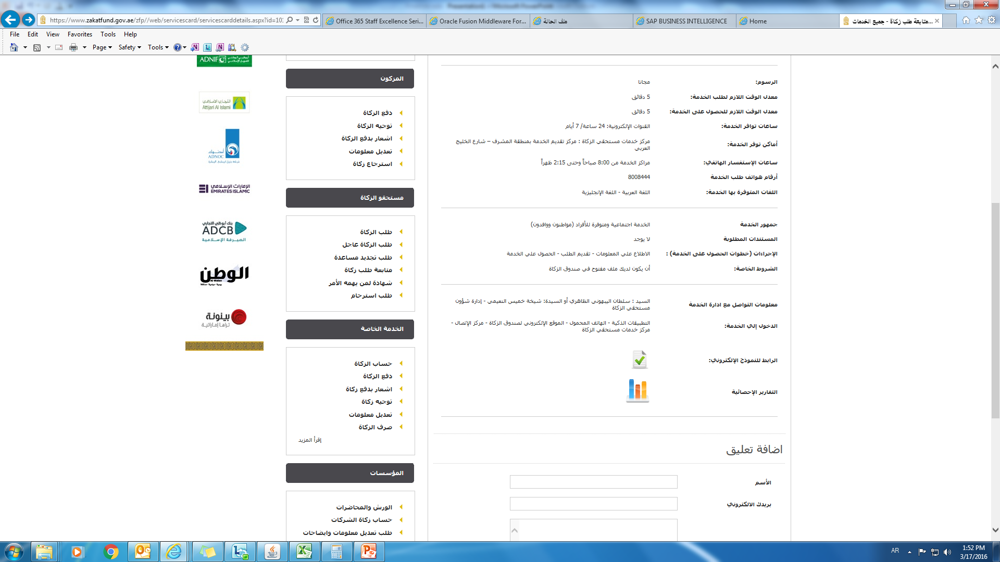 https://www.zakatfund.gov.ae/zfp//web/servicescard/servicescarddetails.aspx?id=10
Office 365 Staff Excellence Seri...
Oracle Fusion Middleware For...
ملف الحالة
SAP BUSINESS INTELLIGENCE
Home
متابعة طلب زكاة - جميع الخدمات...
File Edit View Favorites Tools Help
Page Safety Tools
الرسوم: مجانا
معدل الوقت اللازم لطلب الخدمة: 5 دقائق
معدل الوقت اللازم للحصول على الخدمة: 5 دقائق
ساعات توافر الخدمة: القنوات الإلكترونية: 24 ساعة/ 7 أيام
أماكن توفر الخدمة: مركز خدمات مستحقي الزكاة : مركز تقديم الخدمة بمنطقة المشرف – شارع الخليج
العربي
ساعات الإستفسار الهاتفي: مراكز الخدمة من 8:00 صباحاً وحتى 2:15 ظهراً
أرقام هواتف طلب الخدمة 8008444
اللغات المتوفرة بها الخدمة: اللغة العربية - اللغة الإنجليزية
جمهور الخدمة الخدمة اجتماعية ومتوفرة للأفراد (مواطنون ووافدون)
المستندات المطلوبة لا يوجد
الإجراءات (خطوات الحصول على الخدمة) : الاطلاع على المعلومات - تقديم الطلب - الحصول على الخدمة
الشروط الخاصة: أن يكون لديك ملف مفتوح في صندوق الزكاة
معلومات التواصل مع ادارة الخدمة السيد : سلطان اليبهوني الظاهري أو السيدة: شيخة خميس النعيمي - إدارة شؤون
مستحقي الزكاة
الدخول إلى الخدمة: التطبيقات الذكية - الهاتف المحمول - الموقع الإلكتروني لصندوق الزكاة - مركز الإتصال -
مركز خدمات مستحقي الزكاة
الرابط للنموذج الإلكتروني:
التقارير الإحصائية
اضافة تعليق
الأسم
بريدك الالكتروني
المزكون
دفع الزكاة
توجيه الزكاة
اشعار بدفع الزكاة
تعديل معلومات
استرجاع زكاة
مستحقو الزكاة
طلب الزكاة
طلب الزكاة عاجل
طلب تجديد مساعدة
متابعة طلب زكاة
شهادة لمن يهمه الأمر
طلب استرحام
الخدمة الخاصة
حساب الزكاة
دفع الزكاة
اشعار بدفع زكاة
توجيه زكاة
تعديل معلومات
صرف الزكاة
إقرأ المزيد
المؤسسات
الورش والمحاضرات
حساب زكاة الشركات
طلب تعديل معلومات وايضاحات
ADNIF
التجاري الإسلامي
Attijari Al Islami
أدنوك
ADNOC
الإمارات الإسلامي
EMIRATES ISLAMIC
بنك أبوظبي التجاري
ADCB
الصيرفة الإسلامية
الوطن
Al Watan
بينونة
تراها إماراتية
AR
1:52 PM
3/17/2016